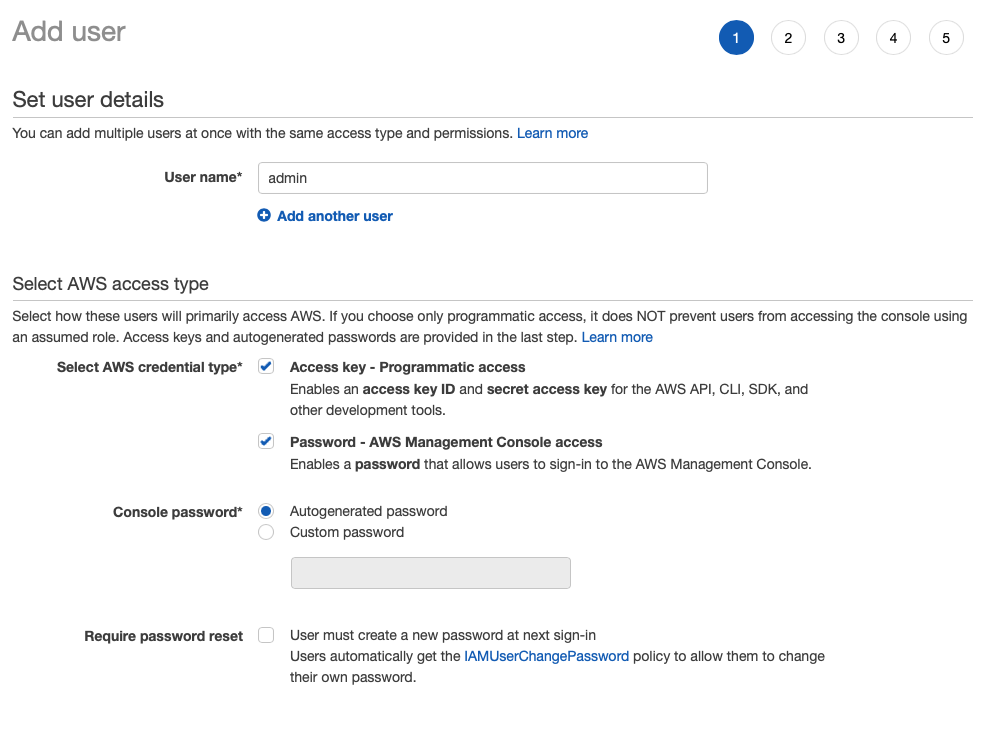 Add user
1 2 3 4 5
Set user details
You can add multiple users at once with the same access type and permissions. Learn more
User name* admin
Add another user
Select AWS access type
Select how these users will primarily access AWS. If you choose only programmatic access, it does NOT prevent users from accessing the console using
an assumed role. Access keys and autogenerated passwords are provided in the last step. Learn more
Select AWS credential type* Access key - Programmatic access
Enables an access key ID and secret access key for the AWS API, CLI, SDK, and
other development tools.
Password - AWS Management Console access
Enables a password that allows users to sign-in to the AWS Management Console.
Console password* Autogenerated password
Custom password
Require password reset User must create a new password at next sign-in
Users automatically get the IAMUserChangePassword policy to allow them to change
their own password.